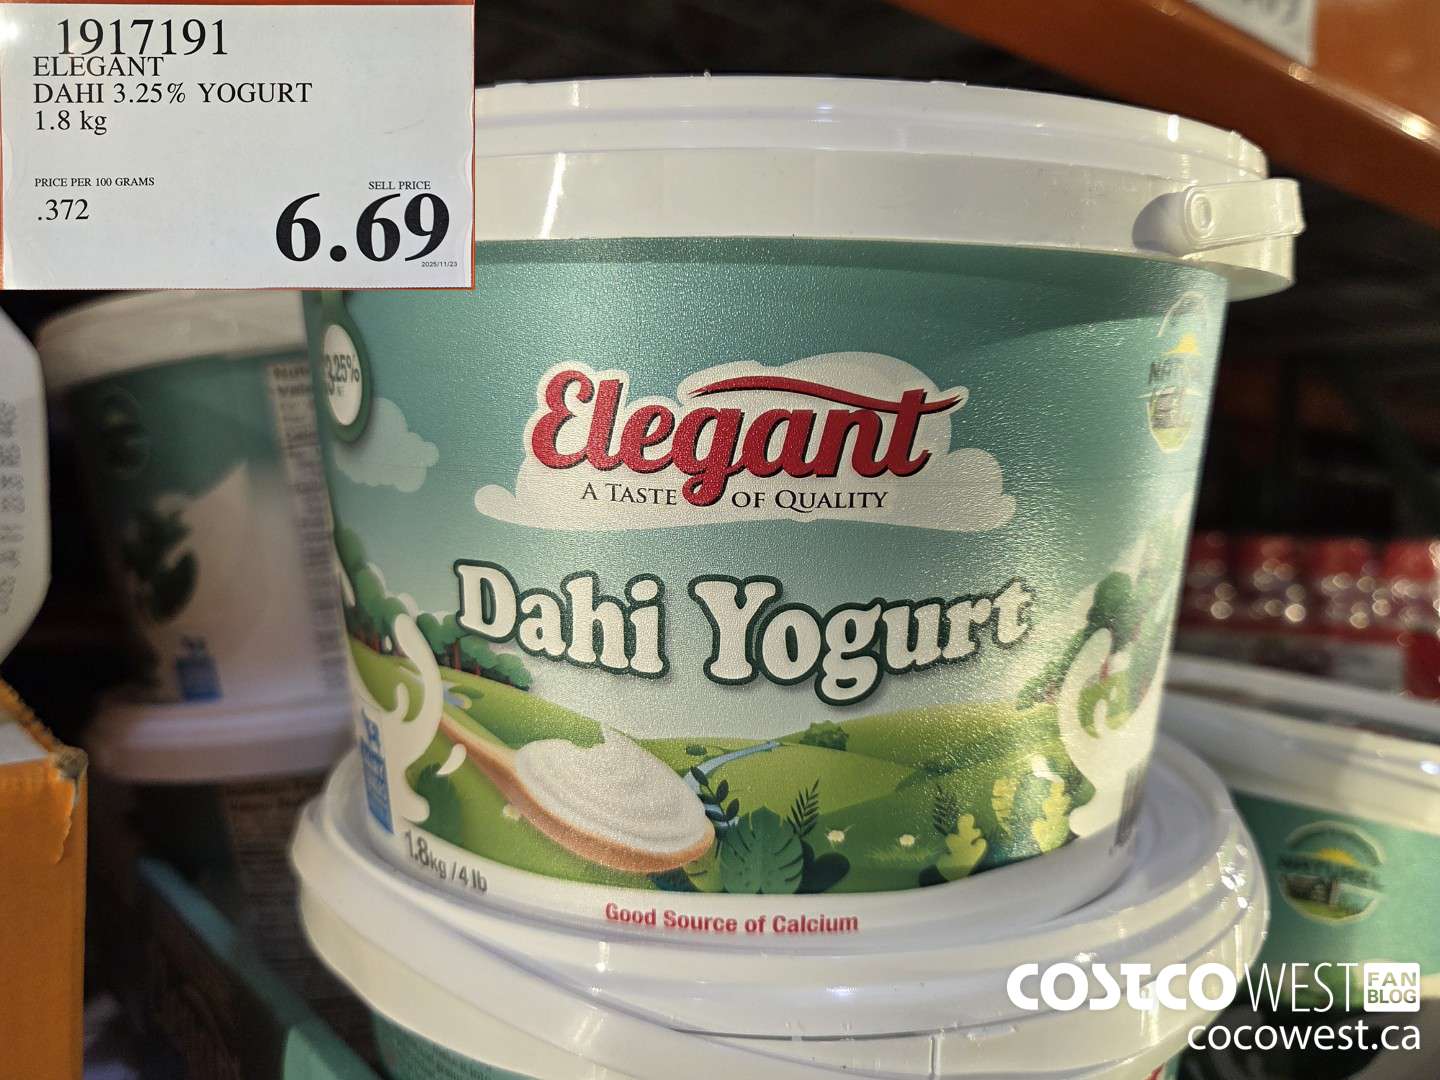 1917191
ELEGANT
DAHI 3.25% YOGURT
1.8 kg
PRICE PER 100 GRAMS
.372
SELL PRICE
6.69
2025/11/23
3.25%
Elegant
A TASTE OF QUALITY
Dahi Yogurt
1.8kg / 4 lb
Good Source of Calcium
COSTCO WEST FAN BLOG
cocowest.ca